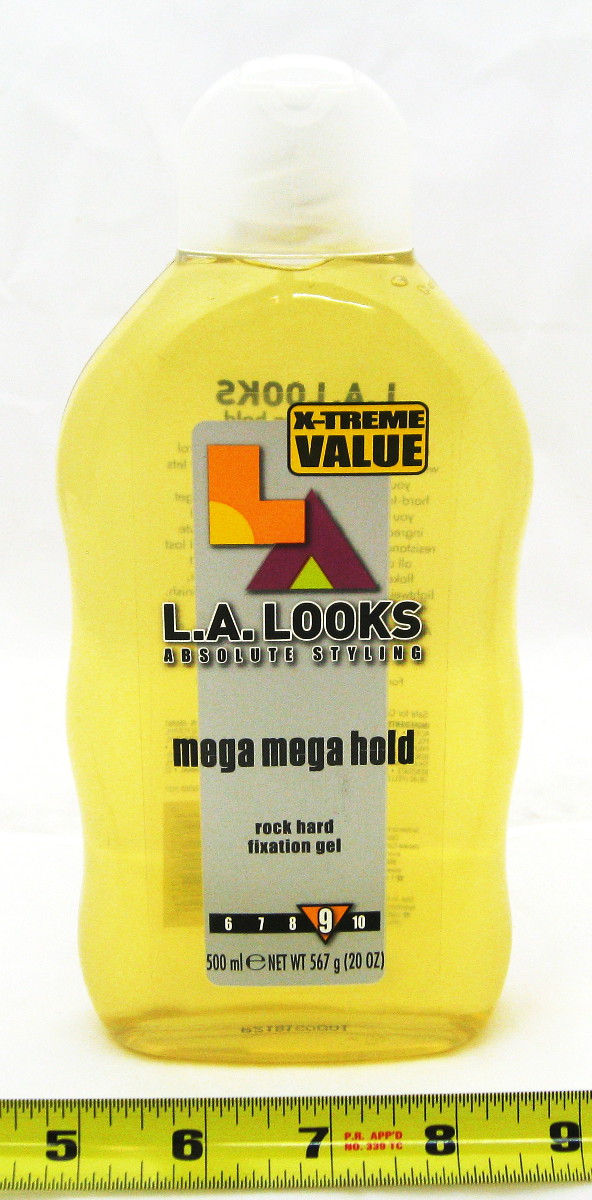 X-TREME
VALUE
L.A. LOOKS
ABSOLUTE STYLING
mega mega hold
rock hard
fixation gel
6 7 8 9 10
500 ml ℮ NET WT 567 g (20 OZ)
5 6 7 P.R. APP'D 8 9
NO. 339 TC